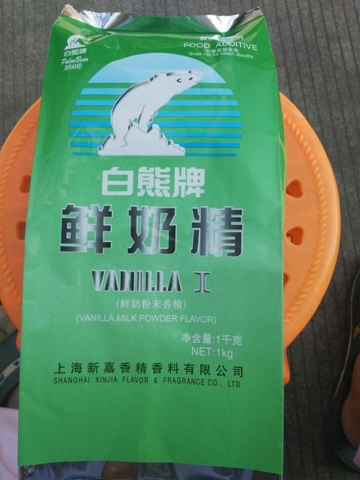 白熊牌
Polar Bear
BRAND
FOOD ADDITIVE
白熊牌
鲜奶精
VANILLA I
(鲜奶粉末香精)
(VANILLA MILK POWDER FLAVOR)
净含量:1千克
NET:1kg
上海新嘉香精香料有限公司
SHANGHAI XINJIA FLAVOR & FRAGRANCE CO., LTD.